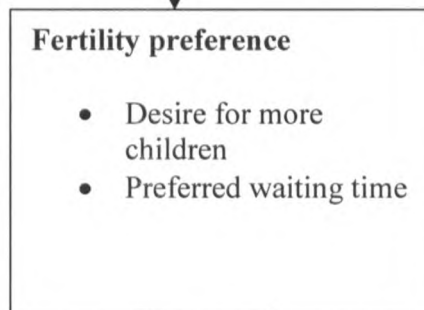 Fertility preference
• Desire for more
children
• Preferred waiting time